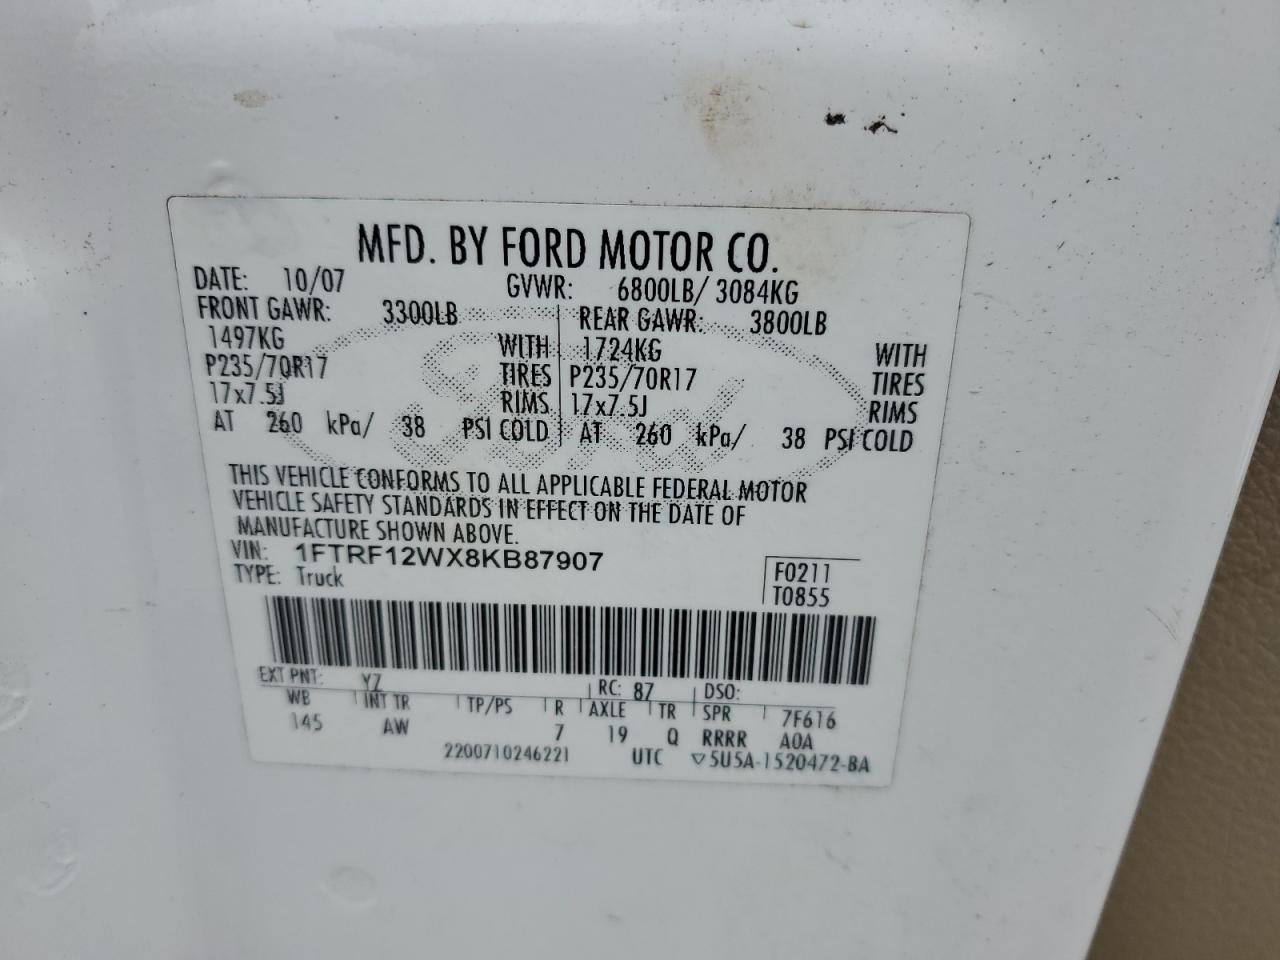 MFD. BY FORD MOTOR CO.
DATE: 10/07 GVWR: 6800LB/ 3084KG
FRONT GAWR: 3300LB REAR GAWR: 3800LB
1497KG WITH 1724KG WITH
P235/70R17 TIRES P235/70R17 TIRES
17x7.5J RIMS 17x7.5J RIMS
AT 260 kPa/ 38 PSI COLD AT 260 kPa/ 38 PSI COLD
THIS VEHICLE CONFORMS TO ALL APPLICABLE FEDERAL MOTOR
VEHICLE SAFETY STANDARDS IN EFFECT ON THE DATE OF
MANUFACTURE SHOWN ABOVE.
VIN: 1FTRF12WX8KB87907 F0211
TYPE: Truck T0855
EXT PNT: YZ RC: 87 DSO:
WB INT TR TP/PS R AXLE TR SPR 7F616
145 AW 7 19 Q RRRR A0A
2200710246221 UTC ▽5U5A-1520472-BA